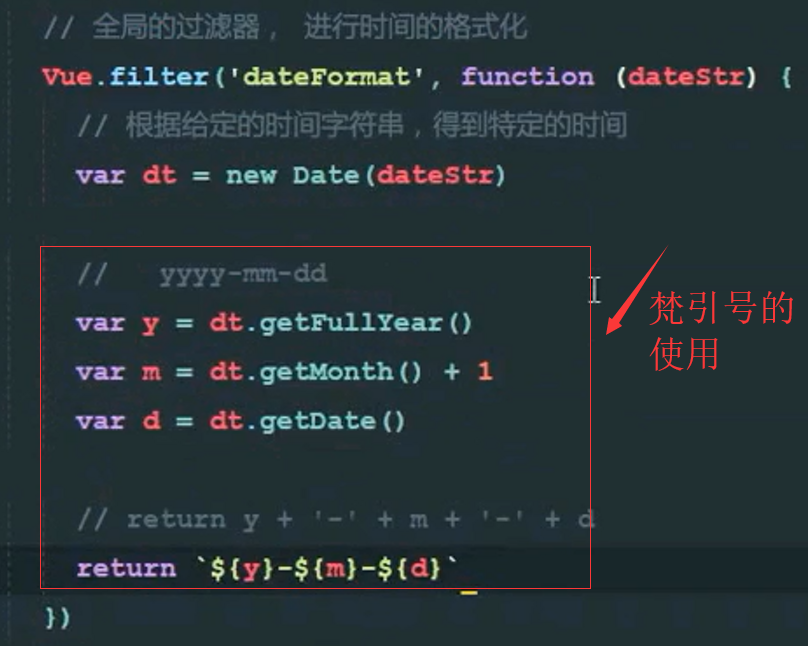 // 全局的过滤器， 进行时间的格式化
Vue.filter('dateFormat', function (dateStr) {
// 根据给定的时间字符串，得到特定的时间
var dt = new Date(dateStr)
// yyyy-mm-dd
var y = dt.getFullYear()
var m = dt.getMonth() + 1
var d = dt.getDate()
// return y + '-' + m + '-' + d
return `${y}-${m}-${d}`
})
梵引号的
使用